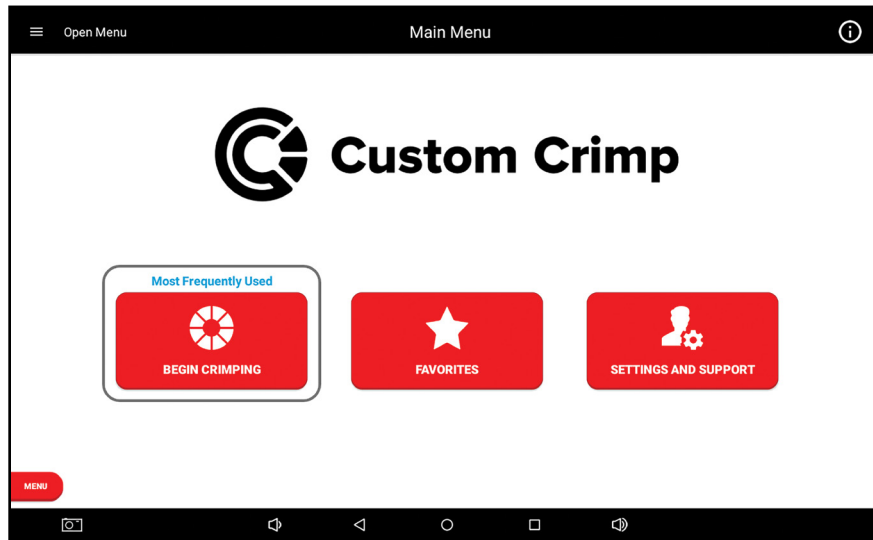 Open Menu
Main Menu
Custom Crimp
Most Frequently Used
BEGIN CRIMPING
FAVORITES
SETTINGS AND SUPPORT
MENU